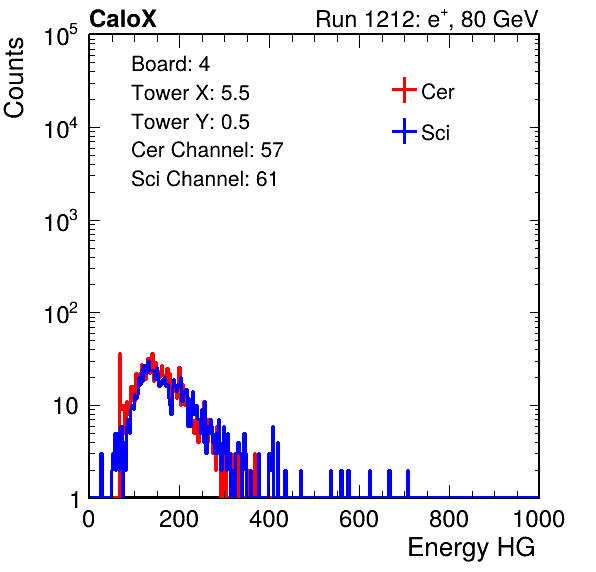 CaloX Run 1212: e⁺, 80 GeV
Counts
Board: 4
Tower X: 5.5
Tower Y: 0.5
Cer Channel: 57
Sci Channel: 61
Cer
Sci
10⁵
10⁴
10³
10²
10
1
0 200 400 600 800 1000
Energy HG